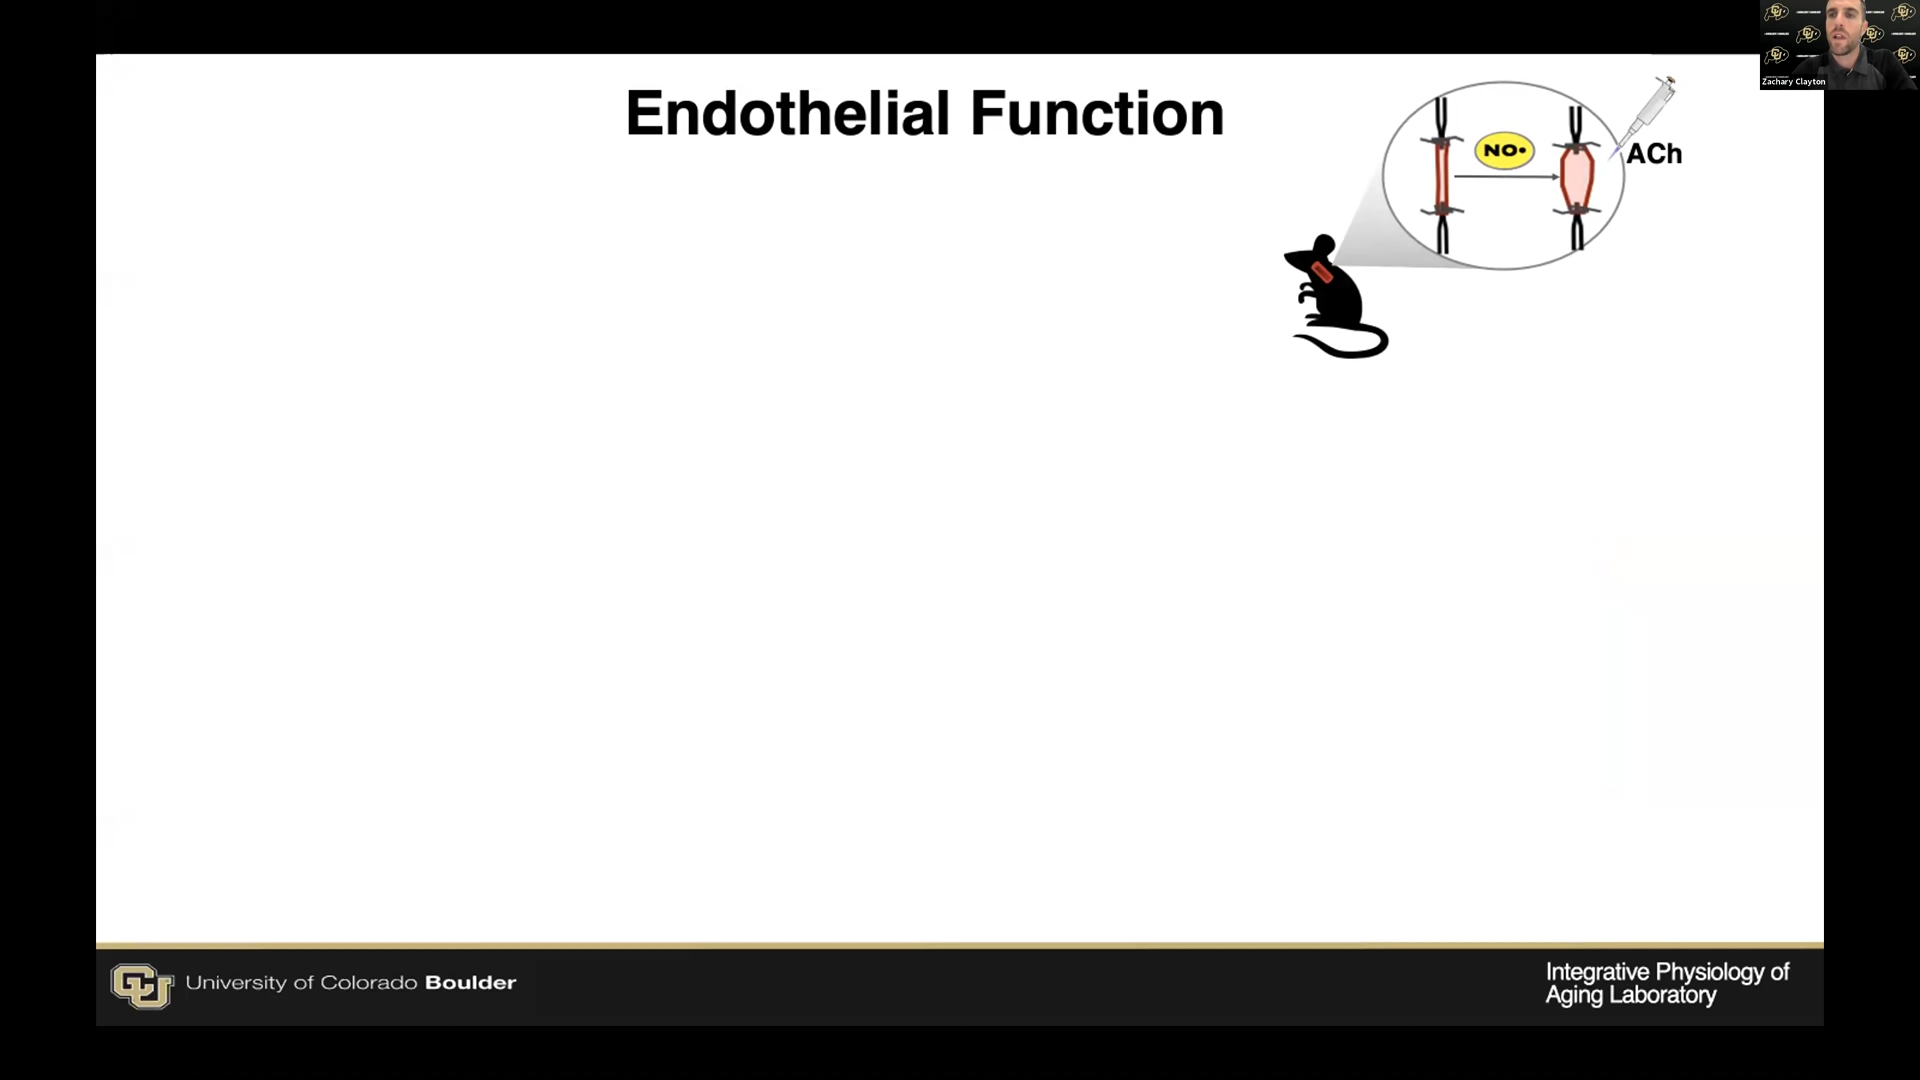 Endothelial Function
NO•
ACh
Zachary Clayton
University of Colorado Boulder
Integrative Physiology of
Aging Laboratory